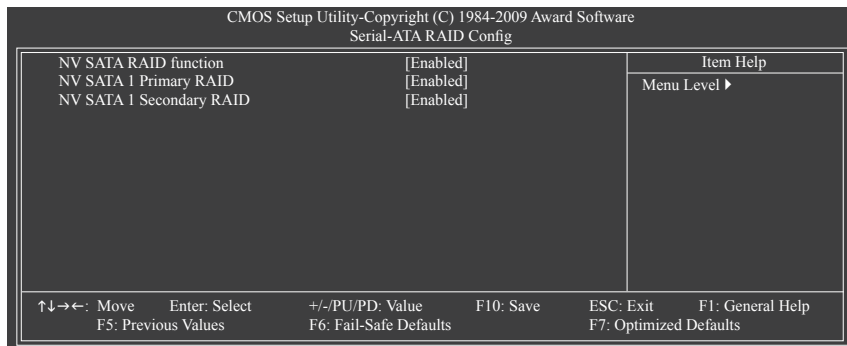 CMOS Setup Utility-Copyright (C) 1984-2009 Award Software
Serial-ATA RAID Config
NV SATA RAID function [Enabled]
NV SATA 1 Primary RAID [Enabled]
NV SATA 1 Secondary RAID [Enabled]
Item Help
Menu Level ▶
↑↓→←: Move Enter: Select +/-/PU/PD: Value F10: Save ESC: Exit F1: General Help
F5: Previous Values F6: Fail-Safe Defaults F7: Optimized Defaults